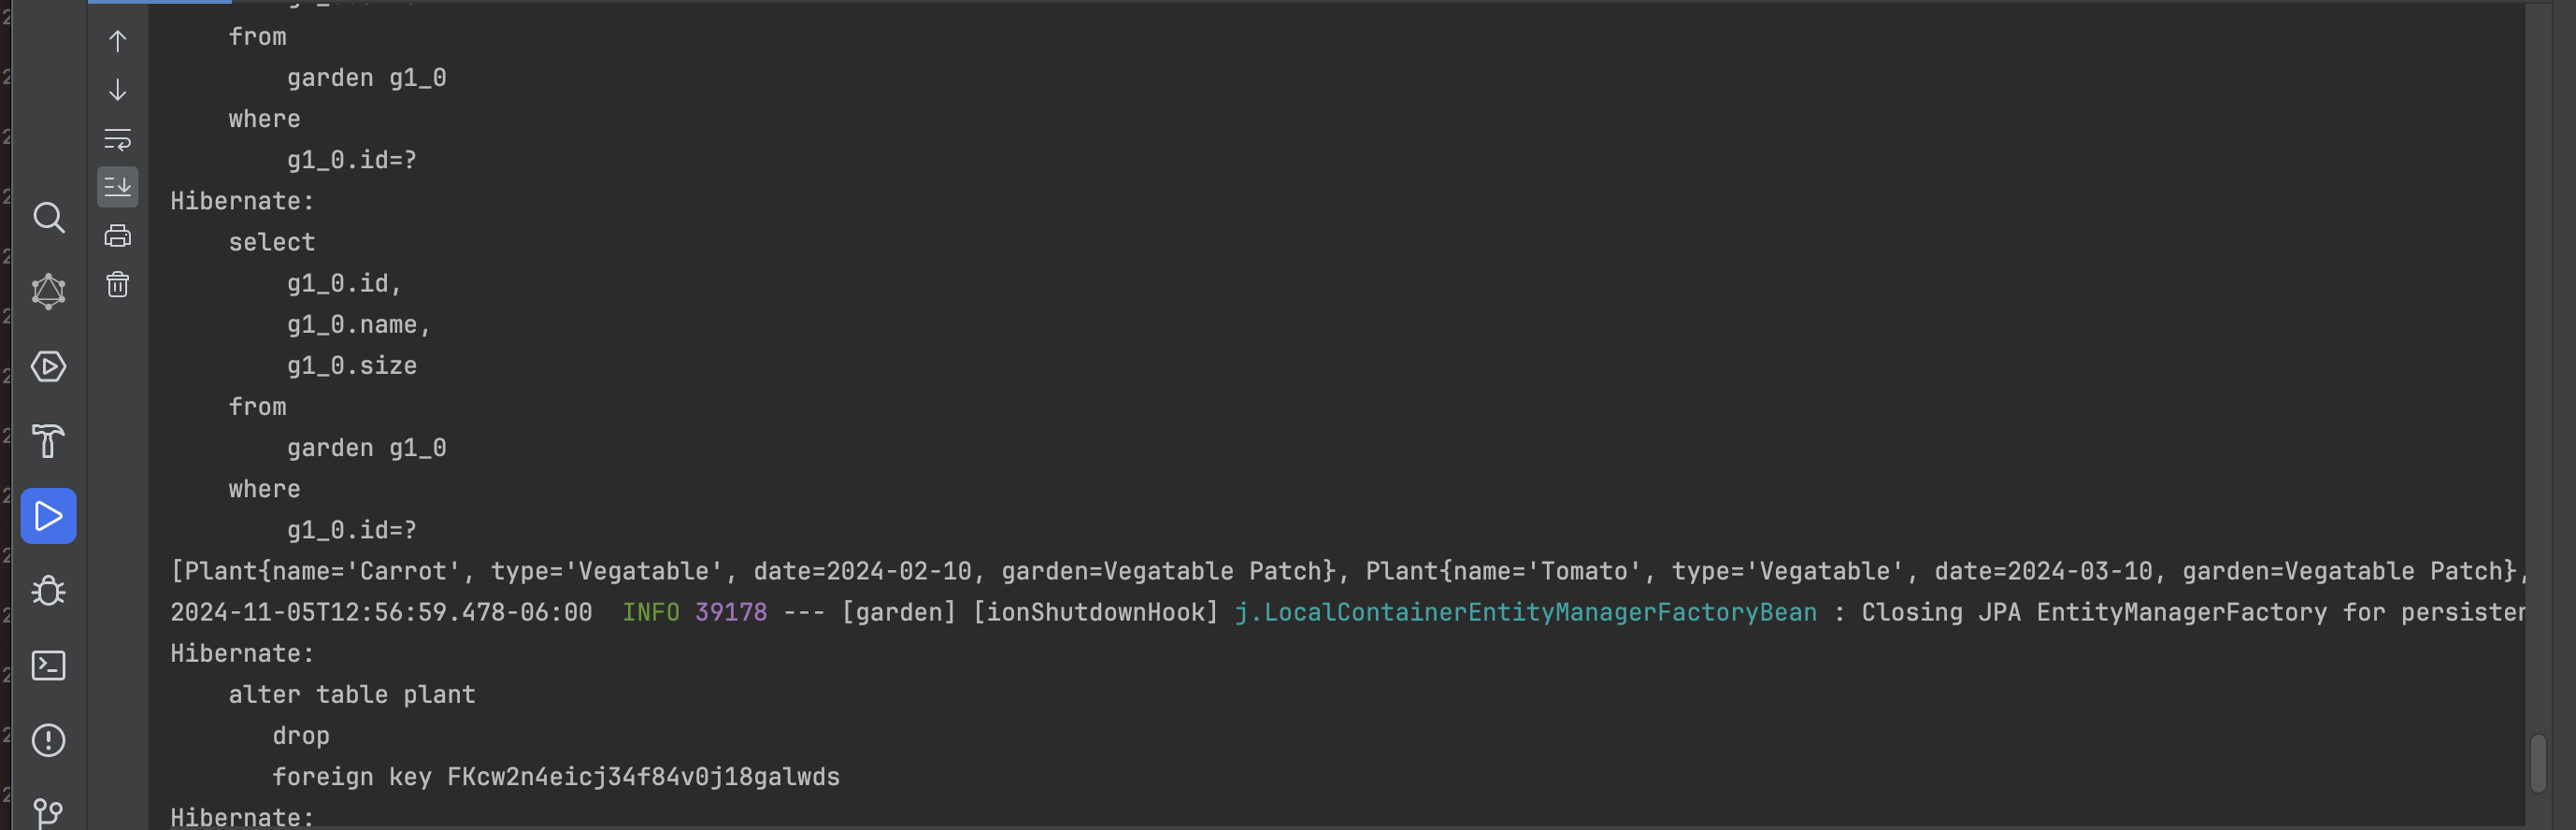 from
garden g1_0
where
g1_0.id=?
Hibernate:
select
g1_0.id,
g1_0.name,
g1_0.size
from
garden g1_0
where
g1_0.id=?
[Plant{name='Carrot', type='Vegatable', date=2024-02-10, garden=Vegatable Patch}, Plant{name='Tomato', type='Vegatable', date=2024-03-10, garden=Vegatable Patch},
2024-11-05T12:56:59.478-06:00  INFO 39178 --- [garden] [ionShutdownHook] j.LocalContainerEntityManagerFactoryBean : Closing JPA EntityManagerFactory for persisten
Hibernate:
alter table plant
drop
foreign key FKcw2n4eicj34f84v0j18galwds
Hibernate: